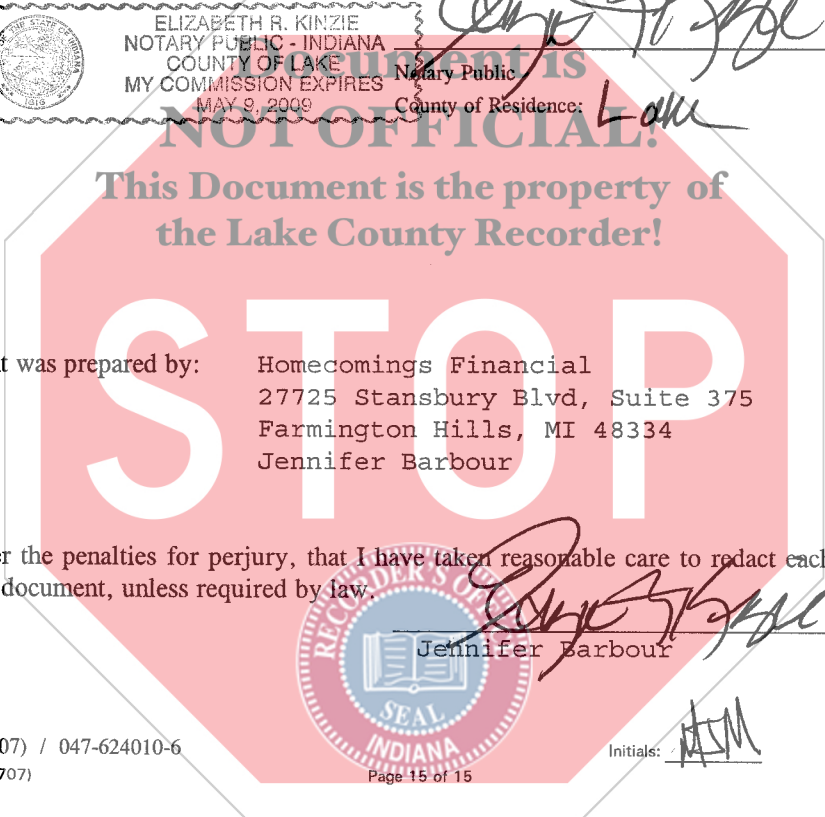 ELIZABETH R. KINZIE
NOTARY PUBLIC - INDIANA
COUNTY OF LAKE
MY COMMISSION EXPIRES
MAY 9, 2009
1816
Notary Public
County of Residence: Lake
Document is
NOT OFFICIAL!
This Document is the property of
the Lake County Recorder!
STOP
t was prepared by: Homecomings Financial
27725 Stansbury Blvd, Suite 375
Farmington Hills, MI 48334
Jennifer Barbour
r the penalties for perjury, that I have taken reasonable care to redact each
document, unless required by law.
Jennifer Barbour
RECORDER'S OFFICE
SEAL
INDIANA
07) / 047-624010-6
707)
Initials: NJM
Page 15 of 15